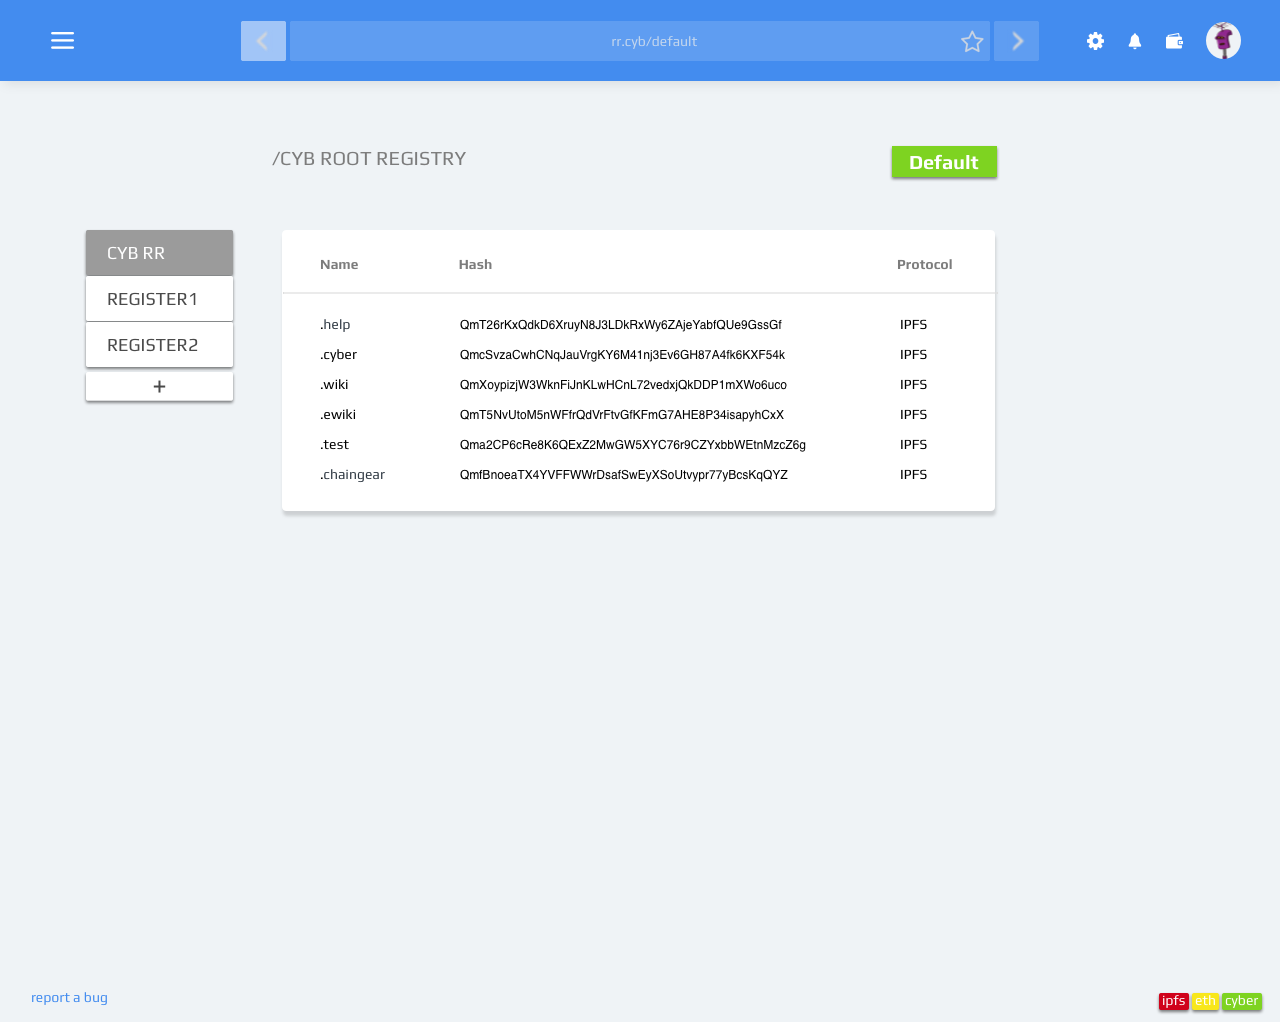 rr.cyb/default
/CYB ROOT REGISTRY
Default
CYB RR
REGISTER1
REGISTER2
+
Name Hash Protocol
.help QmT26rKxQdkD6XruyN8J3LDkRxWy6ZAjeYabfQUe9GssGf IPFS
.cyber QmcSvzaCwhCNqJauVrgKY6M41nj3Ev6GH87A4fk6KXF54k IPFS
.wiki QmXoypizjW3WknFiJnKLwHCnL72vedxjQkDDP1mXWo6uco IPFS
.ewiki QmT5NvUtoM5nWFfrQdVrFtvGfKFmG7AHE8P34isapyhCxX IPFS
.test Qma2CP6cRe8K6QExZ2MwGW5XYC76r9CZYxbbWEtnMzcZ6g IPFS
.chaingear QmfBnoeaTX4YVFFWWrDsafSwEyXSoUtvypr77yBcsKqQYZ IPFS
report a bug
ipfs eth cyber